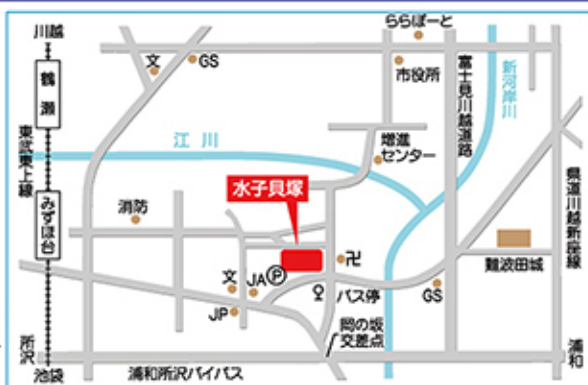 川越
ららぽーと
文
GS
市役所
富士見川越道路
新河岸川
鶴瀬
江川
増進
センター
東武東上線
水子貝塚
県道川越新座線
みずほ台
消防
卍
難波田城
文
JA
P
バス停
GS
JP
岡の坂
交差点
所沢
浦和
池袋
浦和所沢バイパス